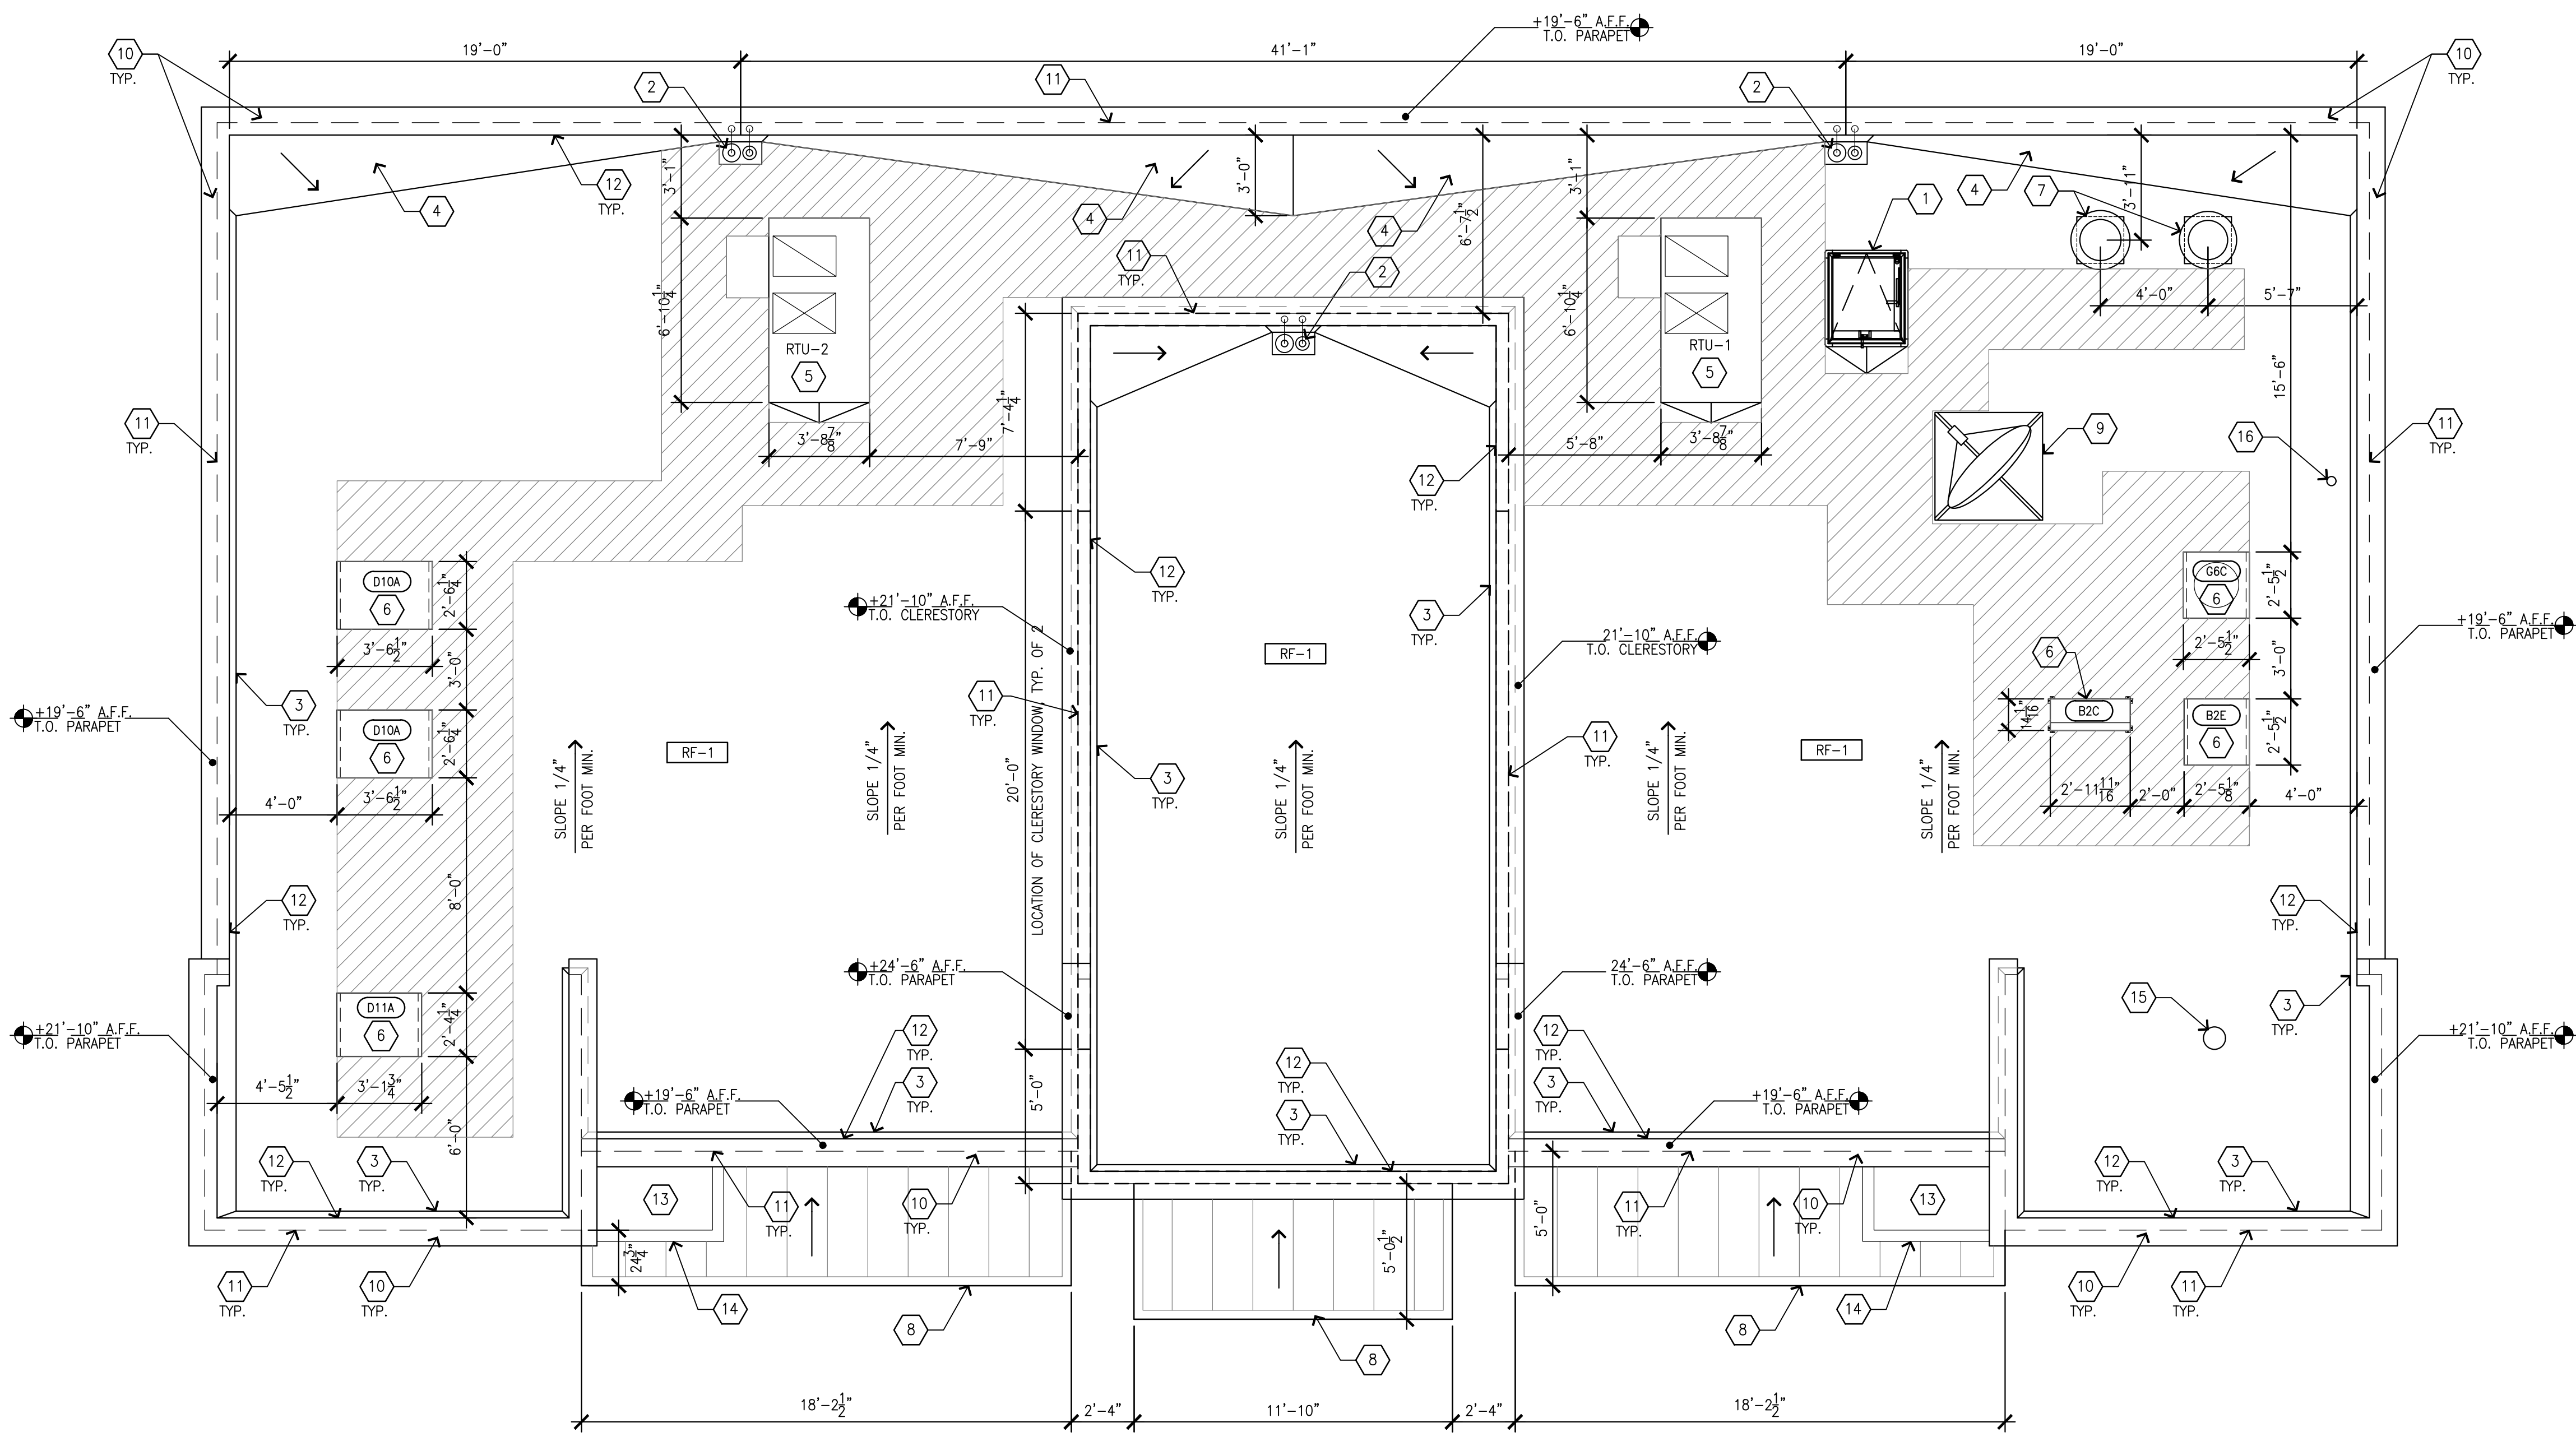 +19'-6" A.F.F.
T.O. PARAPET
19'-0"
41'-1"
19'-0"
10
TYP.
2
11
2
10
TYP.
3'-1"
3'-0"
6'-7 1/2"
3'-1"
3'-11"
12
TYP.
4
4
4
4
7
1
11
TYP.
2
6'-10 1/4"
6'-10 1/4"
4'-0"
5'-7"
RTU-2
5
RTU-1
5
15'-6"
7'-4 1/4"
11
TYP.
3'-8 7/8"
7'-9"
5'-8"
3'-8 7/8"
9
16
11
TYP.
12
TYP.
D10A
6
2'-6 1/4"
3'-6 1/2"
3'-0"
12
TYP.
+21'-10" A.F.F.
T.O. CLERESTORY
3
TYP.
21'-10" A.F.F.
T.O. CLERESTORY
G6C
6
2'-5 1/2"
2'-5 1/2"
3'-0"
+19'-6" A.F.F.
T.O. PARAPET
RF-1
6
11
TYP.
3
TYP.
+19'-6" A.F.F.
T.O. PARAPET
D10A
6
2'-6 1/4"
3'-6 1/2"
4'-0"
RF-1
SLOPE 1/4"
PER FOOT MIN.
SLOPE 1/4"
PER FOOT MIN.
20'-0"
LOCATION OF CLERESTORY WINDOW, TYP. OF 2
3
TYP.
SLOPE 1/4"
PER FOOT MIN.
11
TYP.
SLOPE 1/4"
PER FOOT MIN.
RF-1
SLOPE 1/4"
PER FOOT MIN.
14 1/16"
B2C
B2E
6
2'-5 1/2"
2'-11 11/16"
2'-0"
2'-5 1/8"
4'-0"
8'-0"
12
TYP.
12
TYP.
+24'-6" A.F.F.
T.O. PARAPET
24'-6" A.F.F.
T.O. PARAPET
D11A
6
2'-4 1/4"
15
3
TYP.
+21'-10" A.F.F.
T.O. PARAPET
+21'-10" A.F.F.
T.O. PARAPET
12
TYP.
12
TYP.
12
TYP.
4'-5 1/2"
3'-1 3/4"
3
TYP.
3
TYP.
3
TYP.
5'-0"
+19'-6" A.F.F.
T.O. PARAPET
+19'-6" A.F.F.
T.O. PARAPET
6'-0"
12
TYP.
3
TYP.
12
TYP.
3
TYP.
13
11
TYP.
10
TYP.
5'-0"
11
TYP.
10
TYP.
13
24 3/4"
5'-0 1/2"
11
TYP.
10
TYP.
14
8
8
14
10
TYP.
11
TYP.
8
18'-2 1/2"
2'-4"
11'-10"
2'-4"
18'-2 1/2"